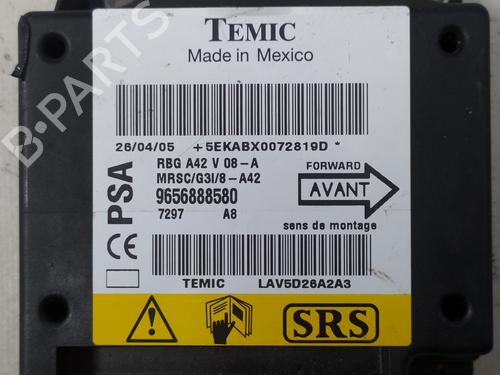 B-PARTS
TEMIC
Made in Mexico
26/04/05 +5EKABX0072819D *
PSA
RBG A42 V 08-A
MRSC/G3I/8-A42
9656888580
7297 A8
FORWARD
AVANT
sens de montage
CE
TEMIC LAV5D26A2A3
SRS